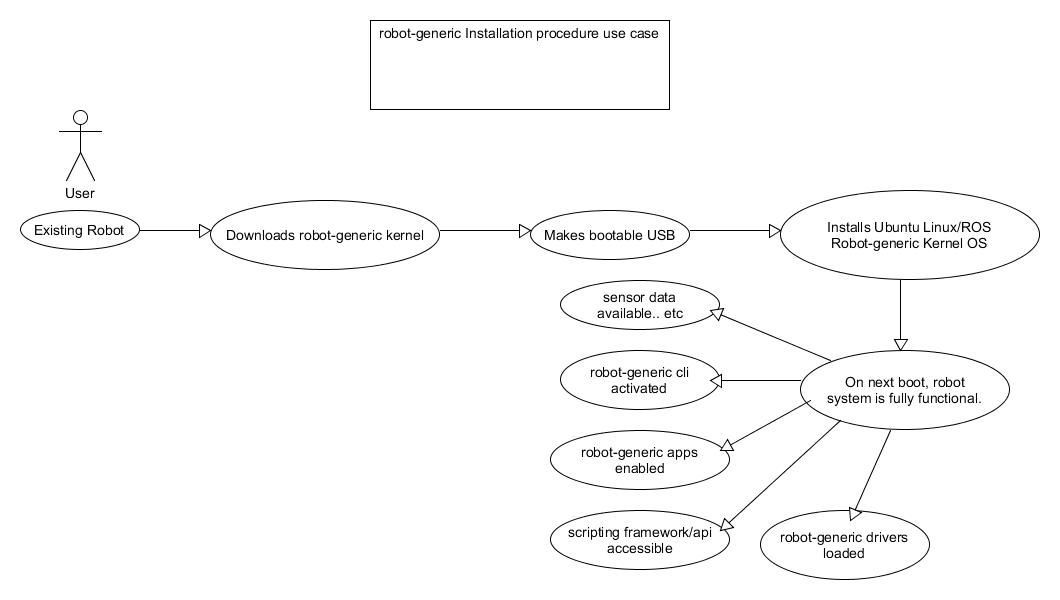 robot-generic Installation procedure use case
User
Existing Robot
Downloads robot-generic kernel
Makes bootable USB
Installs Ubuntu Linux/ROS
Robot-generic Kernel OS
sensor data
available.. etc
robot-generic cli
activated
On next boot, robot
system is fully functional.
robot-generic apps
enabled
scripting framework/api
accessible
robot-generic drivers
loaded